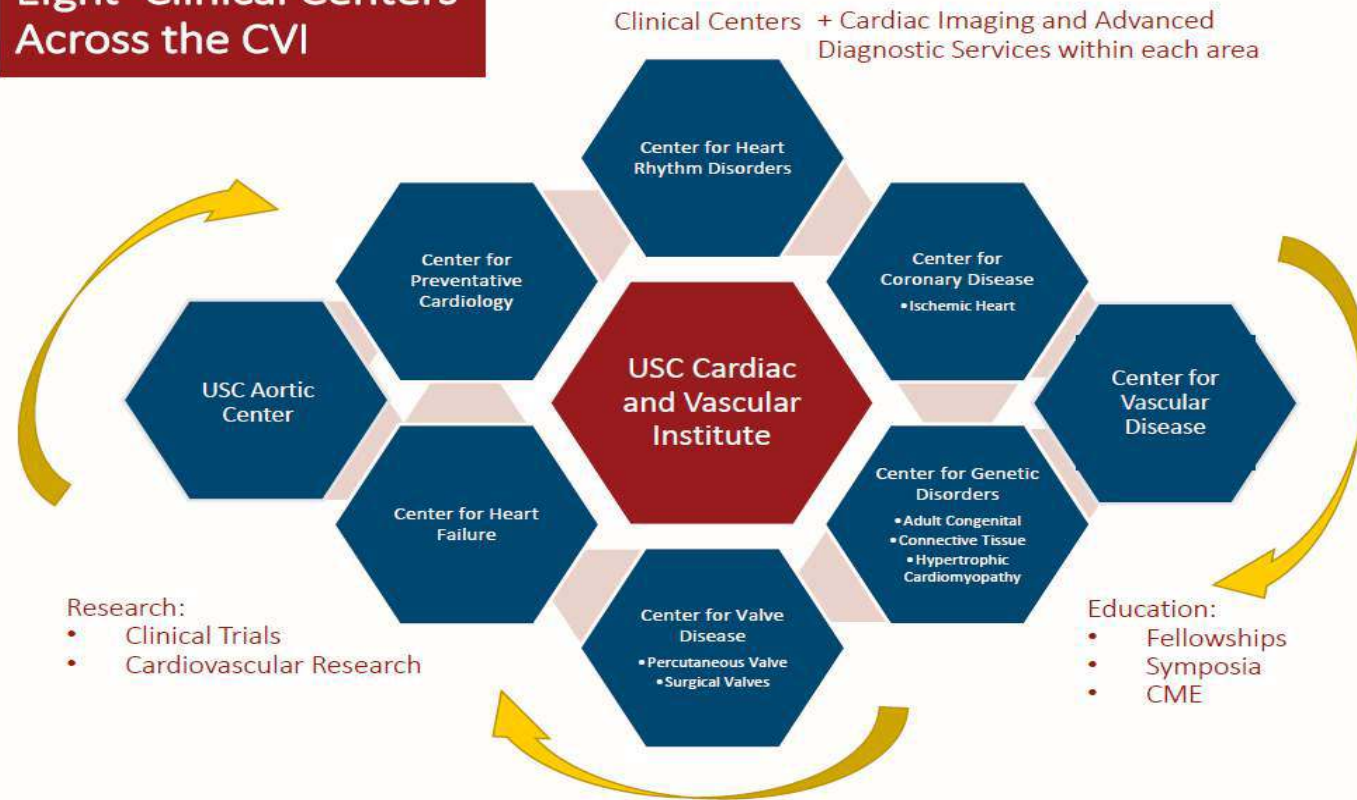 Eight Clinical Centers
Across the CVI
Clinical Centers + Cardiac Imaging and Advanced
Diagnostic Services within each area
Center for Heart
Rhythm Disorders
Center for
Preventative
Cardiology
Center for
Coronary Disease
•Ischemic Heart
USC Aortic
Center
USC Cardiac
and Vascular
Institute
Center for
Vascular
Disease
Center for Heart
Failure
Center for Genetic
Disorders
•Adult Congenital
•Connective Tissue
•Hypertrophic
Cardiomyopathy
Center for Valve
Disease
•Percutaneous Valve
•Surgical Valves
Research:
• Clinical Trials
• Cardiovascular Research
Education:
• Fellowships
• Symposia
• CME